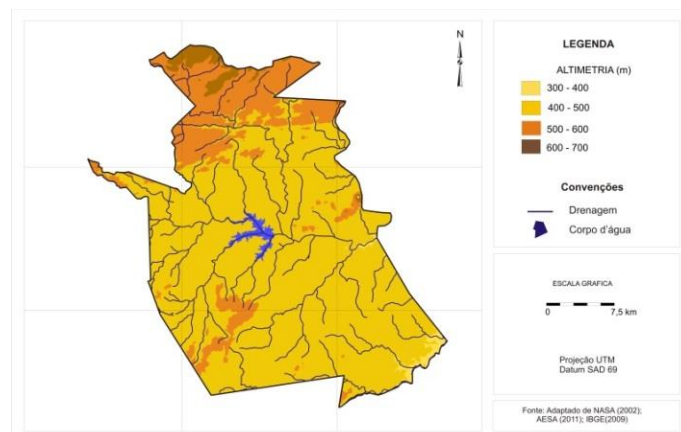 N
LEGENDA
ALTIMETRIA (m)
300 - 400
400 - 500
500 - 600
600 - 700
Convenções
Drenagem
Corpo d'água
ESCALA GRAFICA
0 7,5 km
Projeção UTM
Datum SAD 69
Fonte: Adaptado de NASA (2002);
AESA (2011); IBGE(2009)